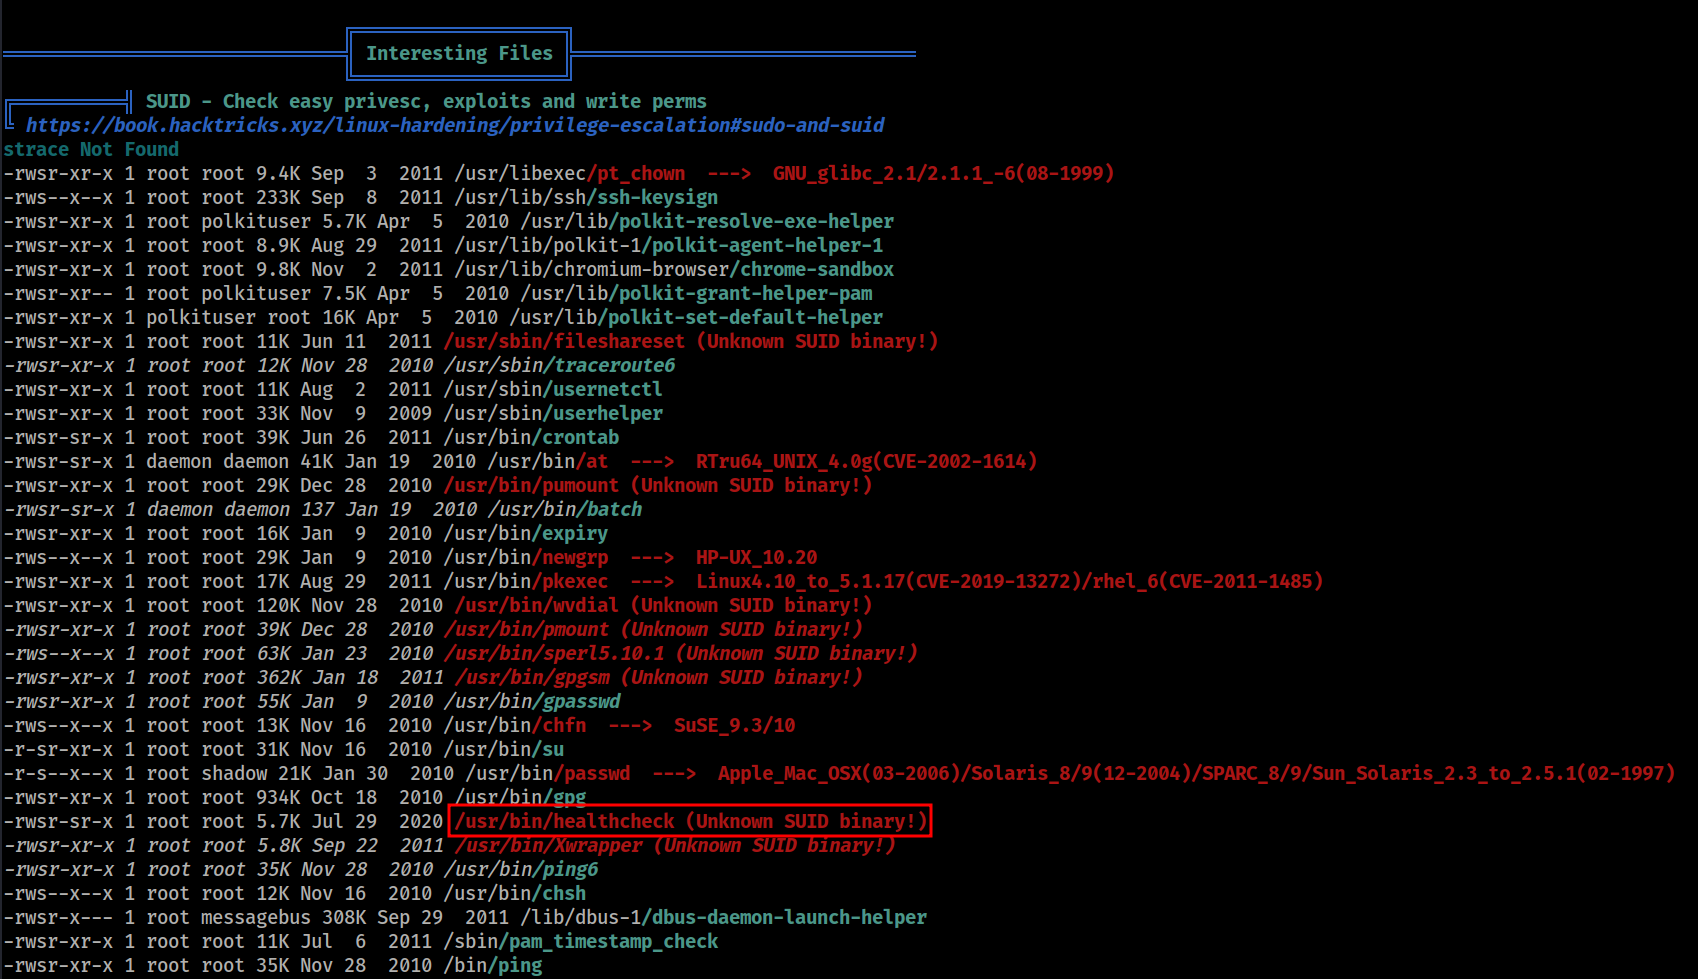 Interesting Files
SUID - Check easy privesc, exploits and write perms
https://book.hacktricks.xyz/linux-hardening/privilege-escalation#sudo-and-suid
strace Not Found
-rwsr-xr-x 1 root root 9.4K Sep  3  2011 /usr/libexec/pt_chown  --->  GNU_glibc_2.1/2.1.1_-6(08-1999)
-rws--x--x 1 root root 233K Sep  8  2011 /usr/lib/ssh/ssh-keysign
-rwsr-xr-x 1 root polkituser 5.7K Apr  5  2010 /usr/lib/polkit-resolve-exe-helper
-rwsr-xr-x 1 root root 8.9K Aug 29  2011 /usr/lib/polkit-1/polkit-agent-helper-1
-rwsr-xr-x 1 root root 9.8K Nov  2  2011 /usr/lib/chromium-browser/chrome-sandbox
-rwsr-xr-- 1 root polkituser 7.5K Apr  5  2010 /usr/lib/polkit-grant-helper-pam
-rwsr-xr-x 1 polkituser root 16K Apr  5  2010 /usr/lib/polkit-set-default-helper
-rwsr-xr-x 1 root root 11K Jun 11  2011 /usr/sbin/fileshareset (Unknown SUID binary!)
-rwsr-xr-x 1 root root 12K Nov 28  2010 /usr/sbin/traceroute6
-rwsr-xr-x 1 root root 11K Aug  2  2011 /usr/sbin/usernetctl
-rwsr-xr-x 1 root root 33K Nov  9  2009 /usr/sbin/userhelper
-rwsr-sr-x 1 root root 39K Jun 26  2011 /usr/bin/crontab
-rwsr-sr-x 1 daemon daemon 41K Jan 19  2010 /usr/bin/at  --->  RTru64_UNIX_4.0g(CVE-2002-1614)
-rwsr-xr-x 1 root root 29K Dec 28  2010 /usr/bin/pumount (Unknown SUID binary!)
-rwsr-sr-x 1 daemon daemon 137 Jan 19  2010 /usr/bin/batch
-rwsr-xr-x 1 root root 16K Jan  9  2010 /usr/bin/expiry
-rws--x--x 1 root root 29K Jan  9  2010 /usr/bin/newgrp  --->  HP-UX_10.20
-rwsr-xr-x 1 root root 17K Aug 29  2011 /usr/bin/pkexec  --->  Linux4.10_to_5.1.17(CVE-2019-13272)/rhel_6(CVE-2011-1485)
-rwsr-xr-x 1 root root 120K Nov 28  2010 /usr/bin/wvdial (Unknown SUID binary!)
-rwsr-xr-x 1 root root 39K Dec 28  2010 /usr/bin/pmount (Unknown SUID binary!)
-rws--x--x 1 root root 63K Jan 23  2010 /usr/bin/sperl5.10.1 (Unknown SUID binary!)
-rwsr-xr-x 1 root root 362K Jan 18  2011 /usr/bin/gpgsm (Unknown SUID binary!)
-rwsr-xr-x 1 root root 55K Jan  9  2010 /usr/bin/gpasswd
-rws--x--x 1 root root 13K Nov 16  2010 /usr/bin/chfn  --->  SuSE_9.3/10
-r-sr-xr-x 1 root root 31K Nov 16  2010 /usr/bin/su
-r-s--x--x 1 root shadow 21K Jan 30  2010 /usr/bin/passwd  --->  Apple_Mac_OSX(03-2006)/Solaris_8/9(12-2004)/SPARC_8/9/Sun_Solaris_2.3_to_2.5.1(02-1997)
-rwsr-xr-x 1 root root 934K Oct 18  2010 /usr/bin/gpg
-rwsr-sr-x 1 root root 5.7K Jul 29  2020 /usr/bin/healthcheck (Unknown SUID binary!)
-rwsr-xr-x 1 root root 5.8K Sep 22  2011 /usr/bin/Xwrapper (Unknown SUID binary!)
-rwsr-xr-x 1 root root 35K Nov 28  2010 /usr/bin/ping6
-rws--x--x 1 root root 12K Nov 16  2010 /usr/bin/chsh
-rwsr-x--- 1 root messagebus 308K Sep 29  2011 /lib/dbus-1/dbus-daemon-launch-helper
-rwsr-xr-x 1 root root 11K Jul  6  2011 /sbin/pam_timestamp_check
-rwsr-xr-x 1 root root 35K Nov 28  2010 /bin/ping